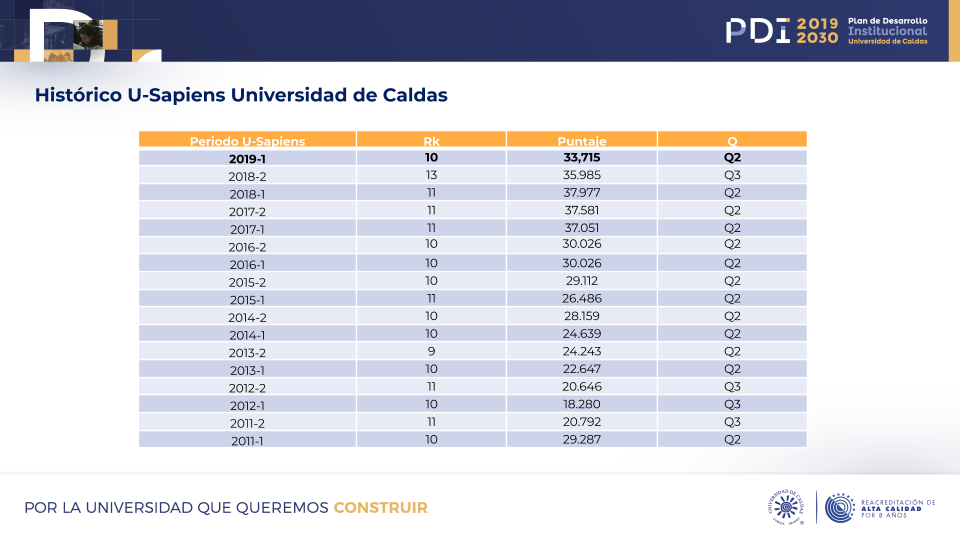 PDI 2019 2030
Plan de Desarrollo
Institucional
Universidad de Caldas
Histórico U-Sapiens Universidad de Caldas
Periodo U-Sapiens Rk Puntaje Q
2019-1 10 33,715 Q2
2018-2 13 35.985 Q3
2018-1 11 37.977 Q2
2017-2 11 37.581 Q2
2017-1 11 37.051 Q2
2016-2 10 30.026 Q2
2016-1 10 30.026 Q2
2015-2 10 29.112 Q2
2015-1 11 26.486 Q2
2014-2 10 28.159 Q2
2014-1 10 24.639 Q2
2013-2 9 24.243 Q2
2013-1 10 22.647 Q2
2012-2 11 20.646 Q3
2012-1 10 18.280 Q3
2011-2 11 20.792 Q3
2011-1 10 29.287 Q2
POR LA UNIVERSIDAD QUE QUEREMOS CONSTRUIR
UNIVERSIDAD DE CALDAS
REACREDITACIÓN DE
ALTA CALIDAD
POR 8 AÑOS